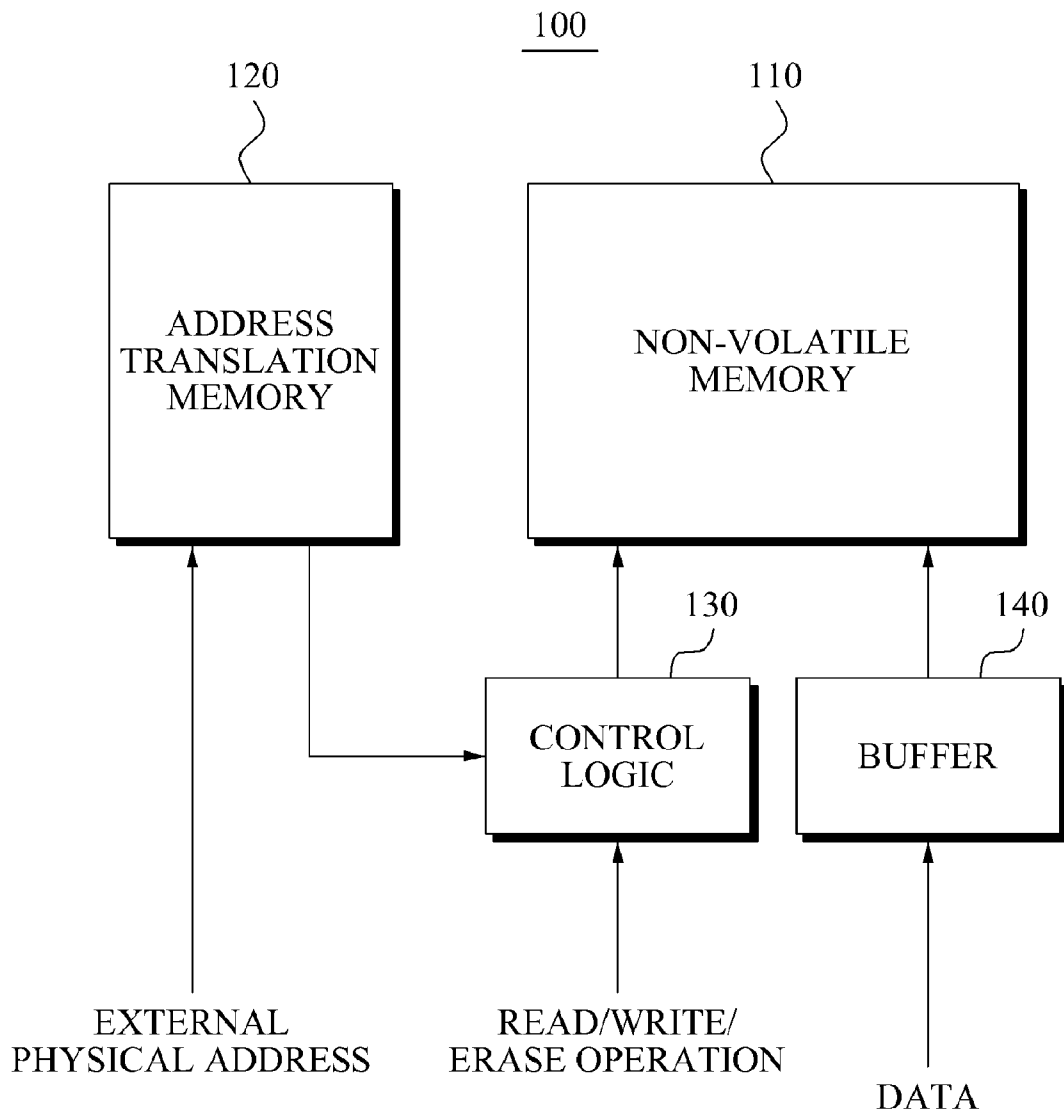 100
120
110
ADDRESS
TRANSLATION
MEMORY
NON-VOLATILE
MEMORY
130
140
CONTROL
LOGIC
BUFFER
EXTERNAL
PHYSICAL ADDRESS
READ/WRITE/
ERASE OPERATION
DATA